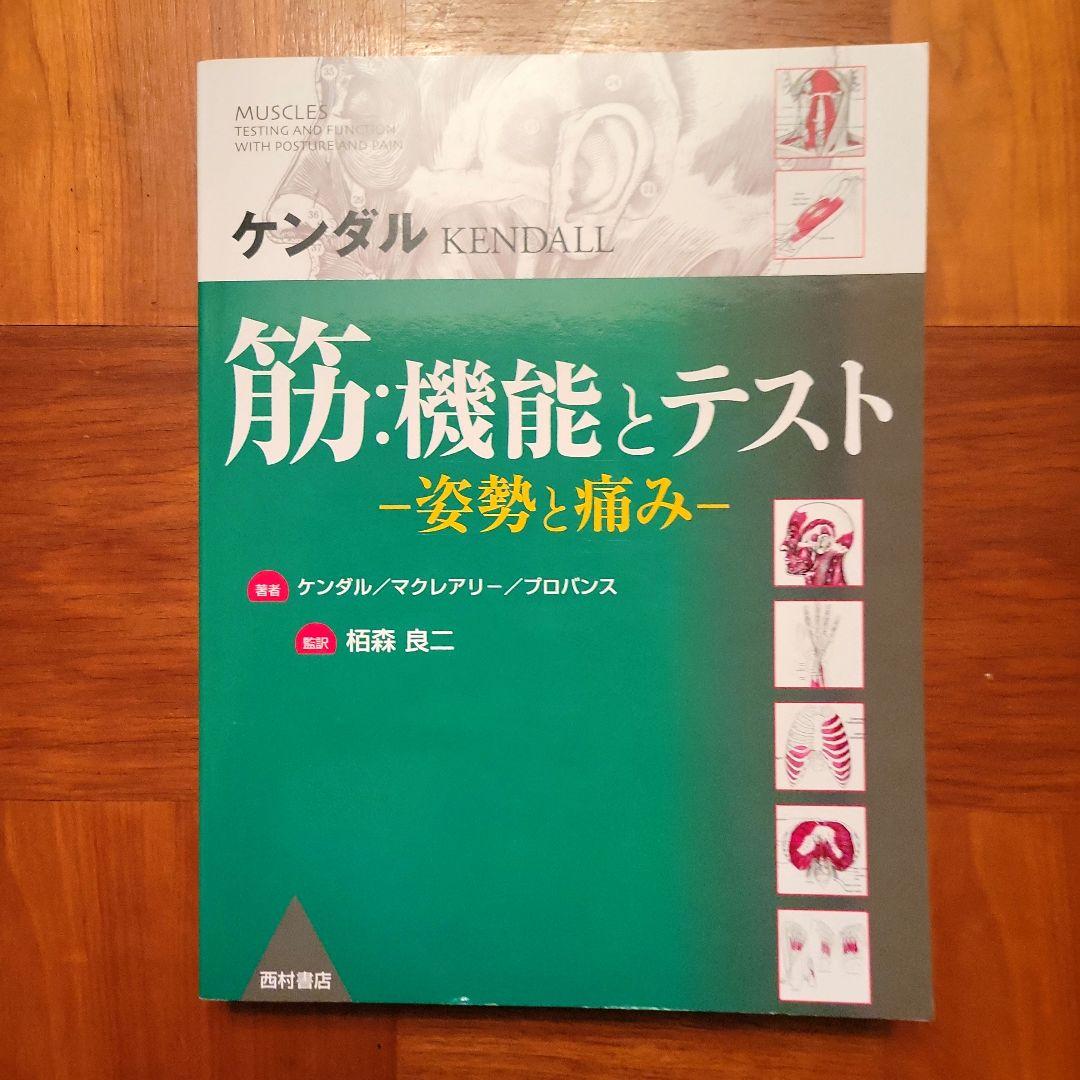 MUSCLES
TESTING AND FUNCTION
WITH POSTURE AND PAIN
ケンダル KENDALL
筋:機能とテスト
–姿勢と痛み–
著者 ケンダル／マクレアリー／プロバンス
監訳 栢森 良二
西村書店